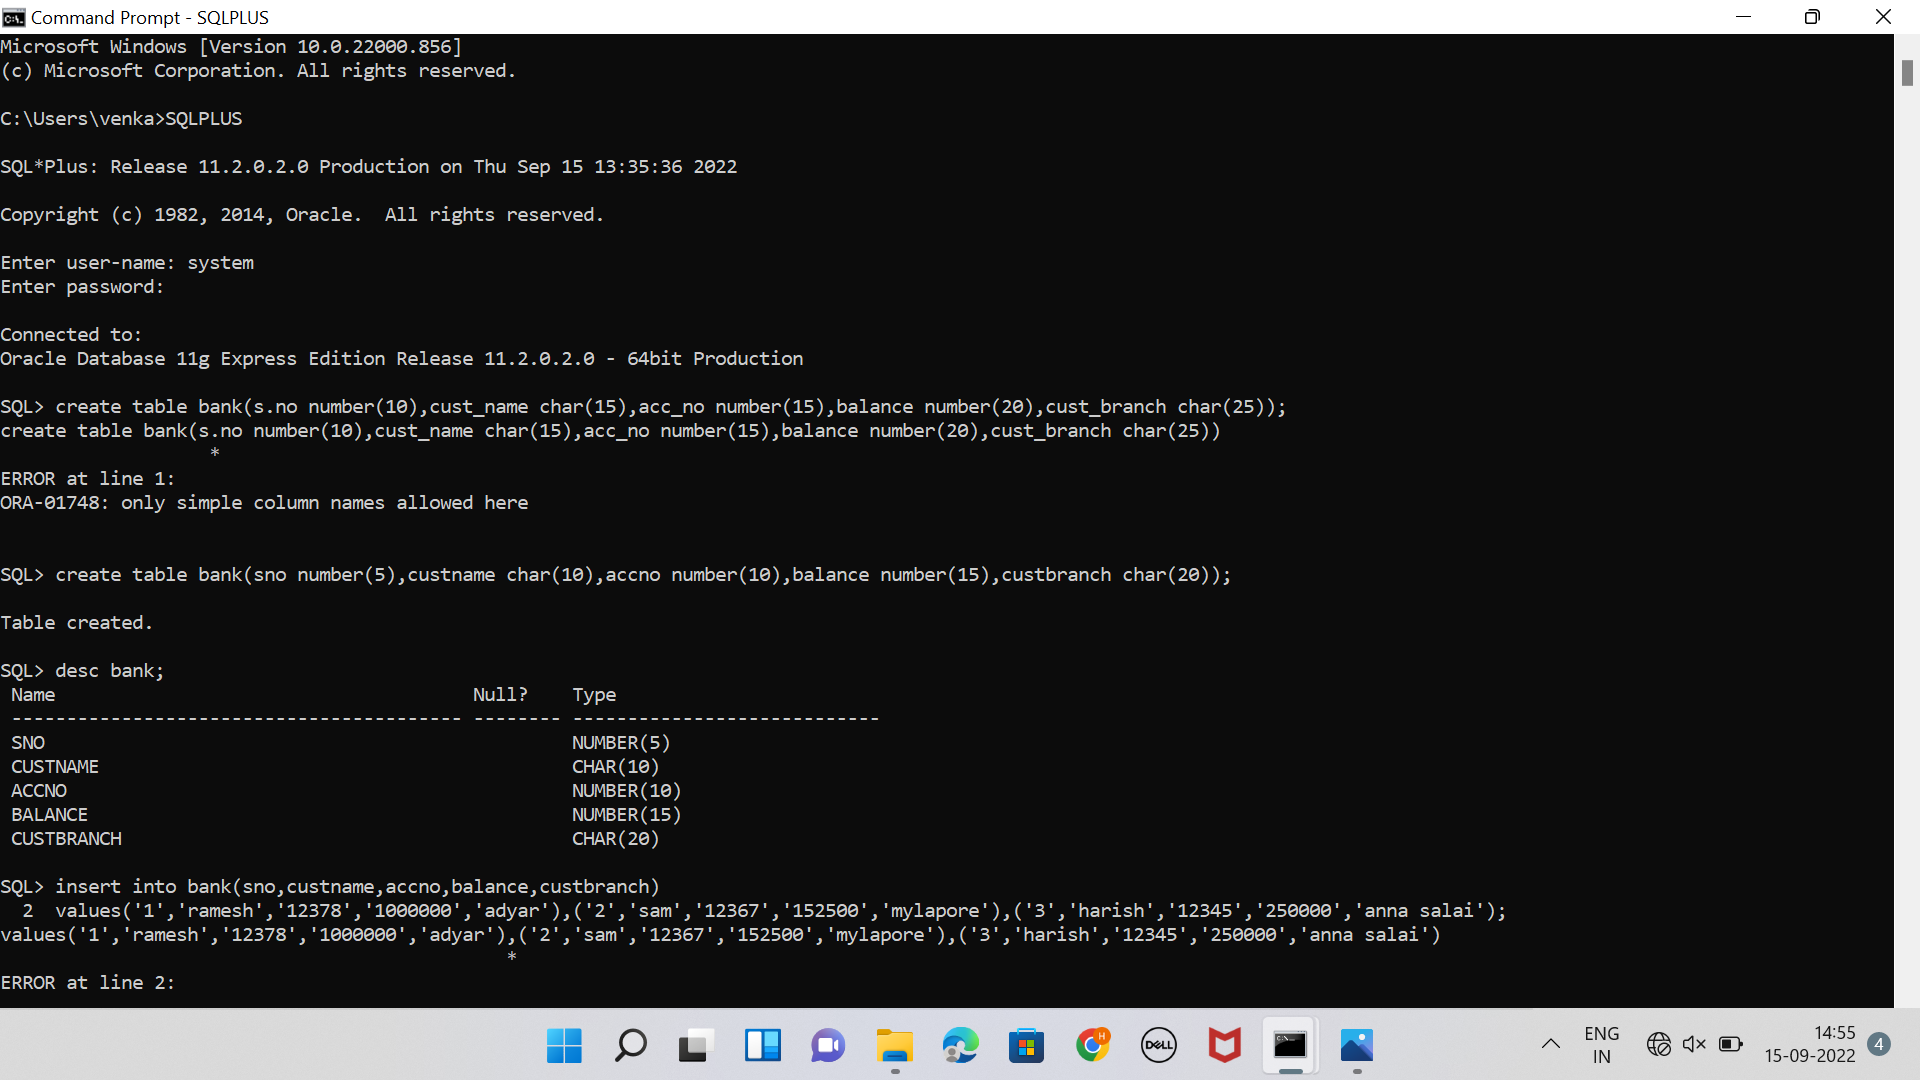 Command Prompt - SQLPLUS
Microsoft Windows [Version 10.0.22000.856]
(c) Microsoft Corporation. All rights reserved.
C:\Users\venka>SQLPLUS
SQL*Plus: Release 11.2.0.2.0 Production on Thu Sep 15 13:35:36 2022
Copyright (c) 1982, 2014, Oracle.  All rights reserved.
Enter user-name: system
Enter password:
Connected to:
Oracle Database 11g Express Edition Release 11.2.0.2.0 - 64bit Production
SQL> create table bank(s.no number(10),cust_name char(15),acc_no number(15),balance number(20),cust_branch char(25));
create table bank(s.no number(10),cust_name char(15),acc_no number(15),balance number(20),cust_branch char(25))
*
ERROR at line 1:
ORA-01748: only simple column names allowed here
SQL> create table bank(sno number(5),custname char(10),accno number(10),balance number(15),custbranch char(20));
Table created.
SQL> desc bank;
Name Null? Type
----------------------------------------- -------- ----------------------------
SNO NUMBER(5)
CUSTNAME CHAR(10)
ACCNO NUMBER(10)
BALANCE NUMBER(15)
CUSTBRANCH CHAR(20)
SQL> insert into bank(sno,custname,accno,balance,custbranch)
2  values('1','ramesh','12378','1000000','adyar'),('2','sam','12367','152500','mylapore'),('3','harish','12345','250000','anna salai');
values('1','ramesh','12378','1000000','adyar'),('2','sam','12367','152500','mylapore'),('3','harish','12345','250000','anna salai')
*
ERROR at line 2:
H
DELL
ENG
IN
14:55
15-09-2022
4